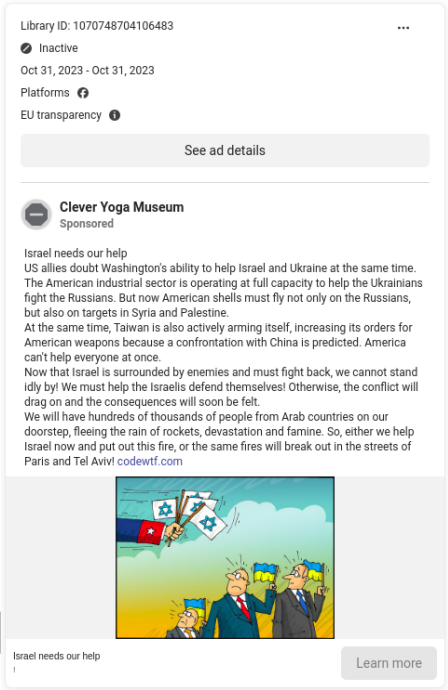 Library ID: 1070748704106483
Inactive
Oct 31, 2023 - Oct 31, 2023
Platforms
EU transparency
See ad details
Clever Yoga Museum
Sponsored
Israel needs our help
US allies doubt Washington's ability to help Israel and Ukraine at the same time.
The American industrial sector is operating at full capacity to help the Ukrainians
fight the Russians. But now American shells must fly not only on the Russians,
but also on targets in Syria and Palestine.
At the same time, Taiwan is also actively arming itself, increasing its orders for
American weapons because a confrontation with China is predicted. America
can't help everyone at once.
Now that Israel is surrounded by enemies and must fight back, we cannot stand
idly by! We must help the Israelis defend themselves! Otherwise, the conflict will
drag on and the consequences will soon be felt.
We will have hundreds of thousands of people from Arab countries on our
doorstep, fleeing the rain of rockets, devastation and famine. So, either we help
Israel now and put out this fire, or the same fires will break out in the streets of
Paris and Tel Aviv! codewtf.com
Israel needs our help
!
Learn more